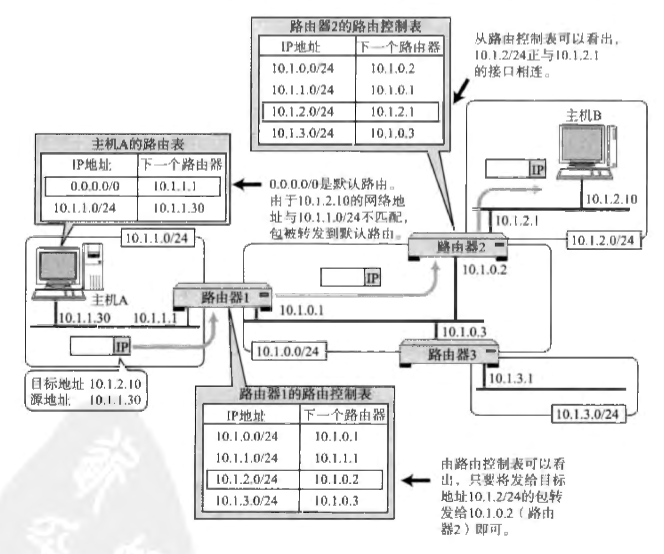 路由器2的路由控制表
IP地址 下一个路由器
10.1.0.0/24 10.1.0.2
10.1.1.0/24 10.1.0.1
10.1.2.0/24 10.1.2.1
10.1.3.0/24 10.1.0.3
从路由控制表可以看出，
10.1.2/24正与10.1.2.1
的接口相连。
主机B
IP
10.1.2.10
10.1.2.1
10.1.2.0/24
主机A的路由表
IP地址 下一个路由器
0.0.0.0/0 10.1.1.1
10.1.1.0/24 10.1.1.30
0.0.0.0/0是默认路由。
由于10.1.2.10的网络地
址与10.1.1.0/24不匹配，
包被转发到默认路由。
10.1.1.0/24
主机A
10.1.1.30 10.1.1.1
IP
目标地址 10.1.2.10
源地址 10.1.1.30
路由器1
10.1.0.1
IP
10.1.0.0/24
路由器2
10.1.0.2
10.1.0.3
路由器3
10.1.3.1
10.1.3.0/24
路由器1的路由控制表
IP地址 下一个路由器
10.1.0.0/24 10.1.0.1
10.1.1.0/24 10.1.1.1
10.1.2.0/24 10.1.0.2
10.1.3.0/24 10.1.0.3
由路由控制表可以看
出，只要将发给目标
地址10.1.2/24的包转
发给10.1.0.2（路由
器2）即可。